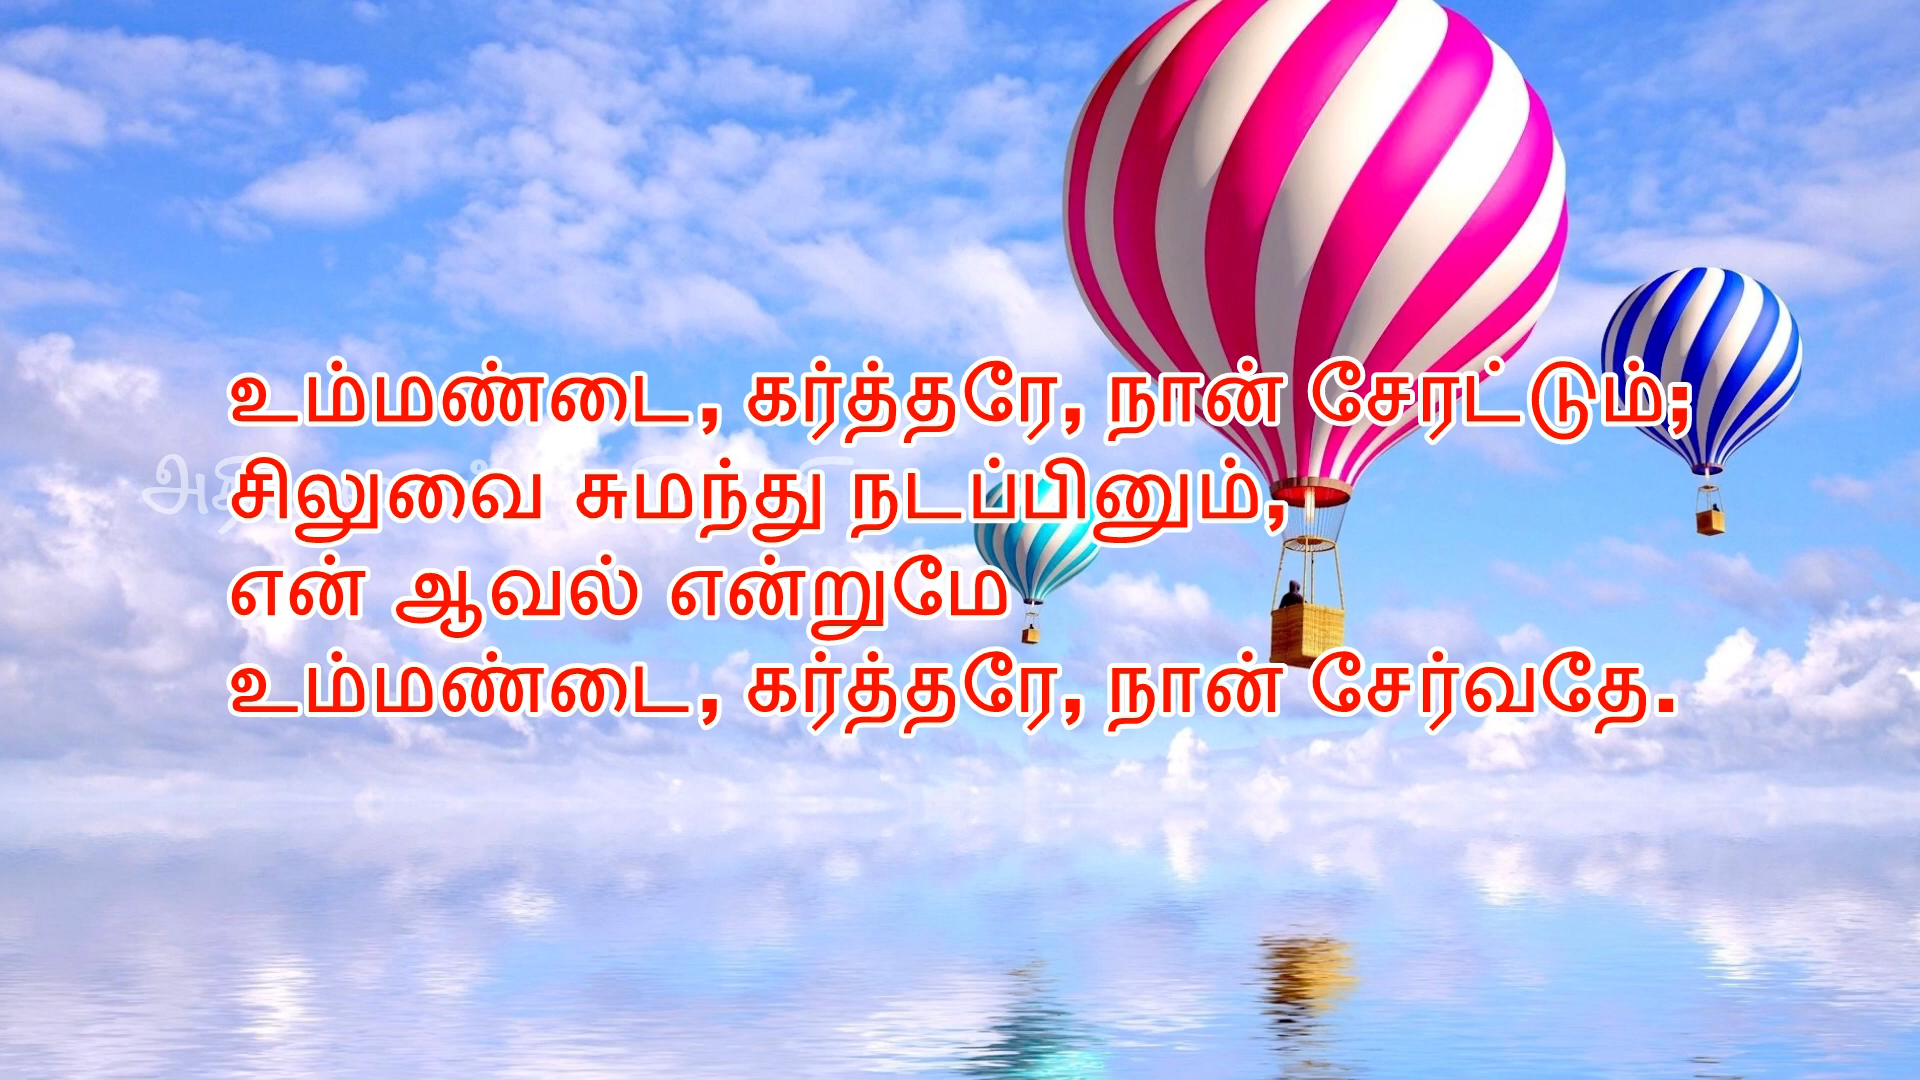 உம்மண்டை, கர்த்தரே, நான் சேரட்டும்;
சிலுவை சுமந்து நடப்பினும்,
என் ஆவல் என்றுமே
உம்மண்டை, கர்த்தரே, நான் சேர்வதே.